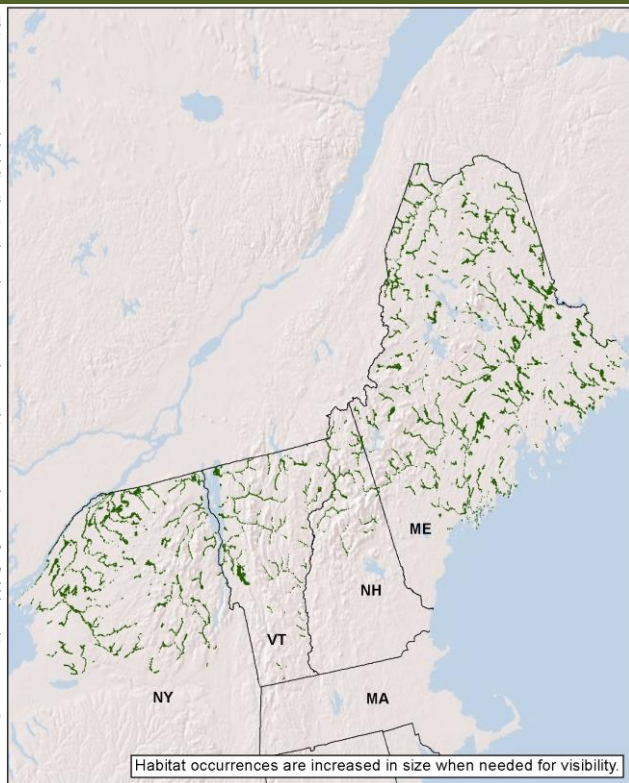 ME
NH
VT
NY
MA
Habitat occurrences are increased in size when needed for visibility.